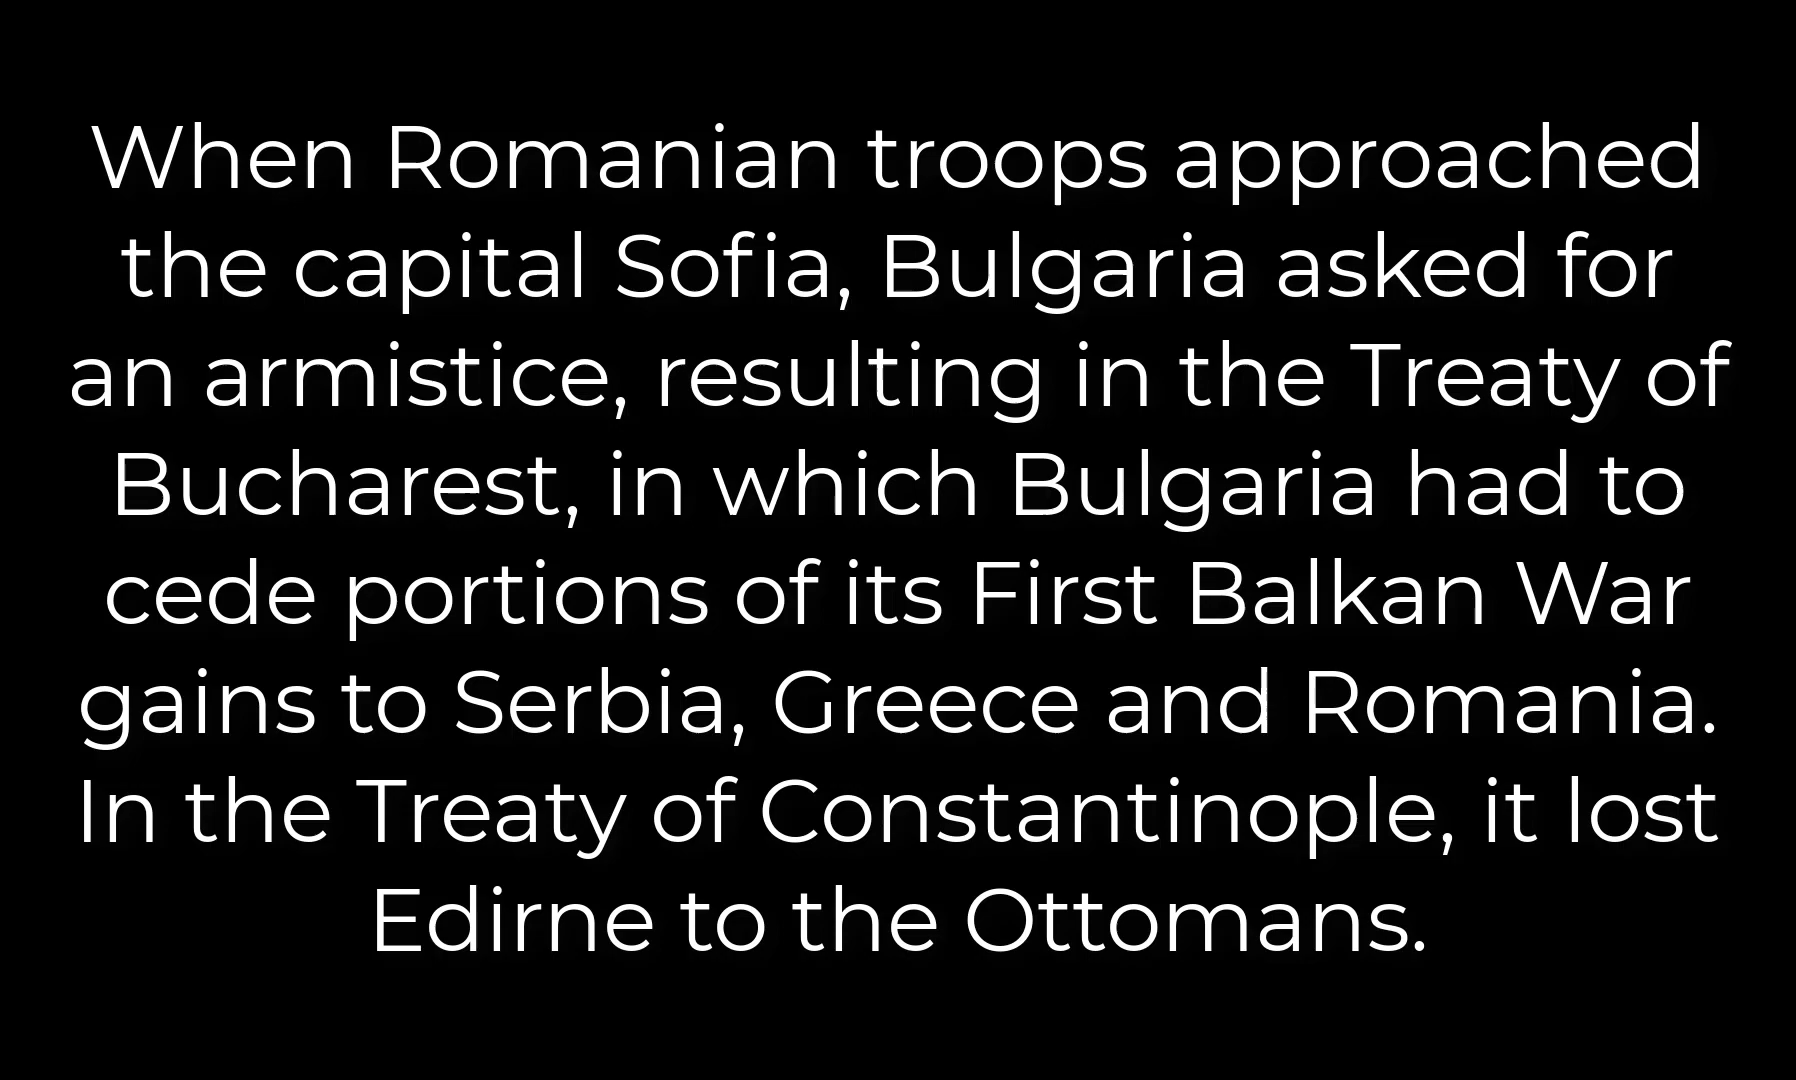 When Romanian troops approached
the capital Sofia, Bulgaria asked for
an armistice, resulting in the Treaty of
Bucharest, in which Bulgaria had to
cede portions of its First Balkan War
gains to Serbia, Greece and Romania.
In the Treaty of Constantinople, it lost
Edirne to the Ottomans.